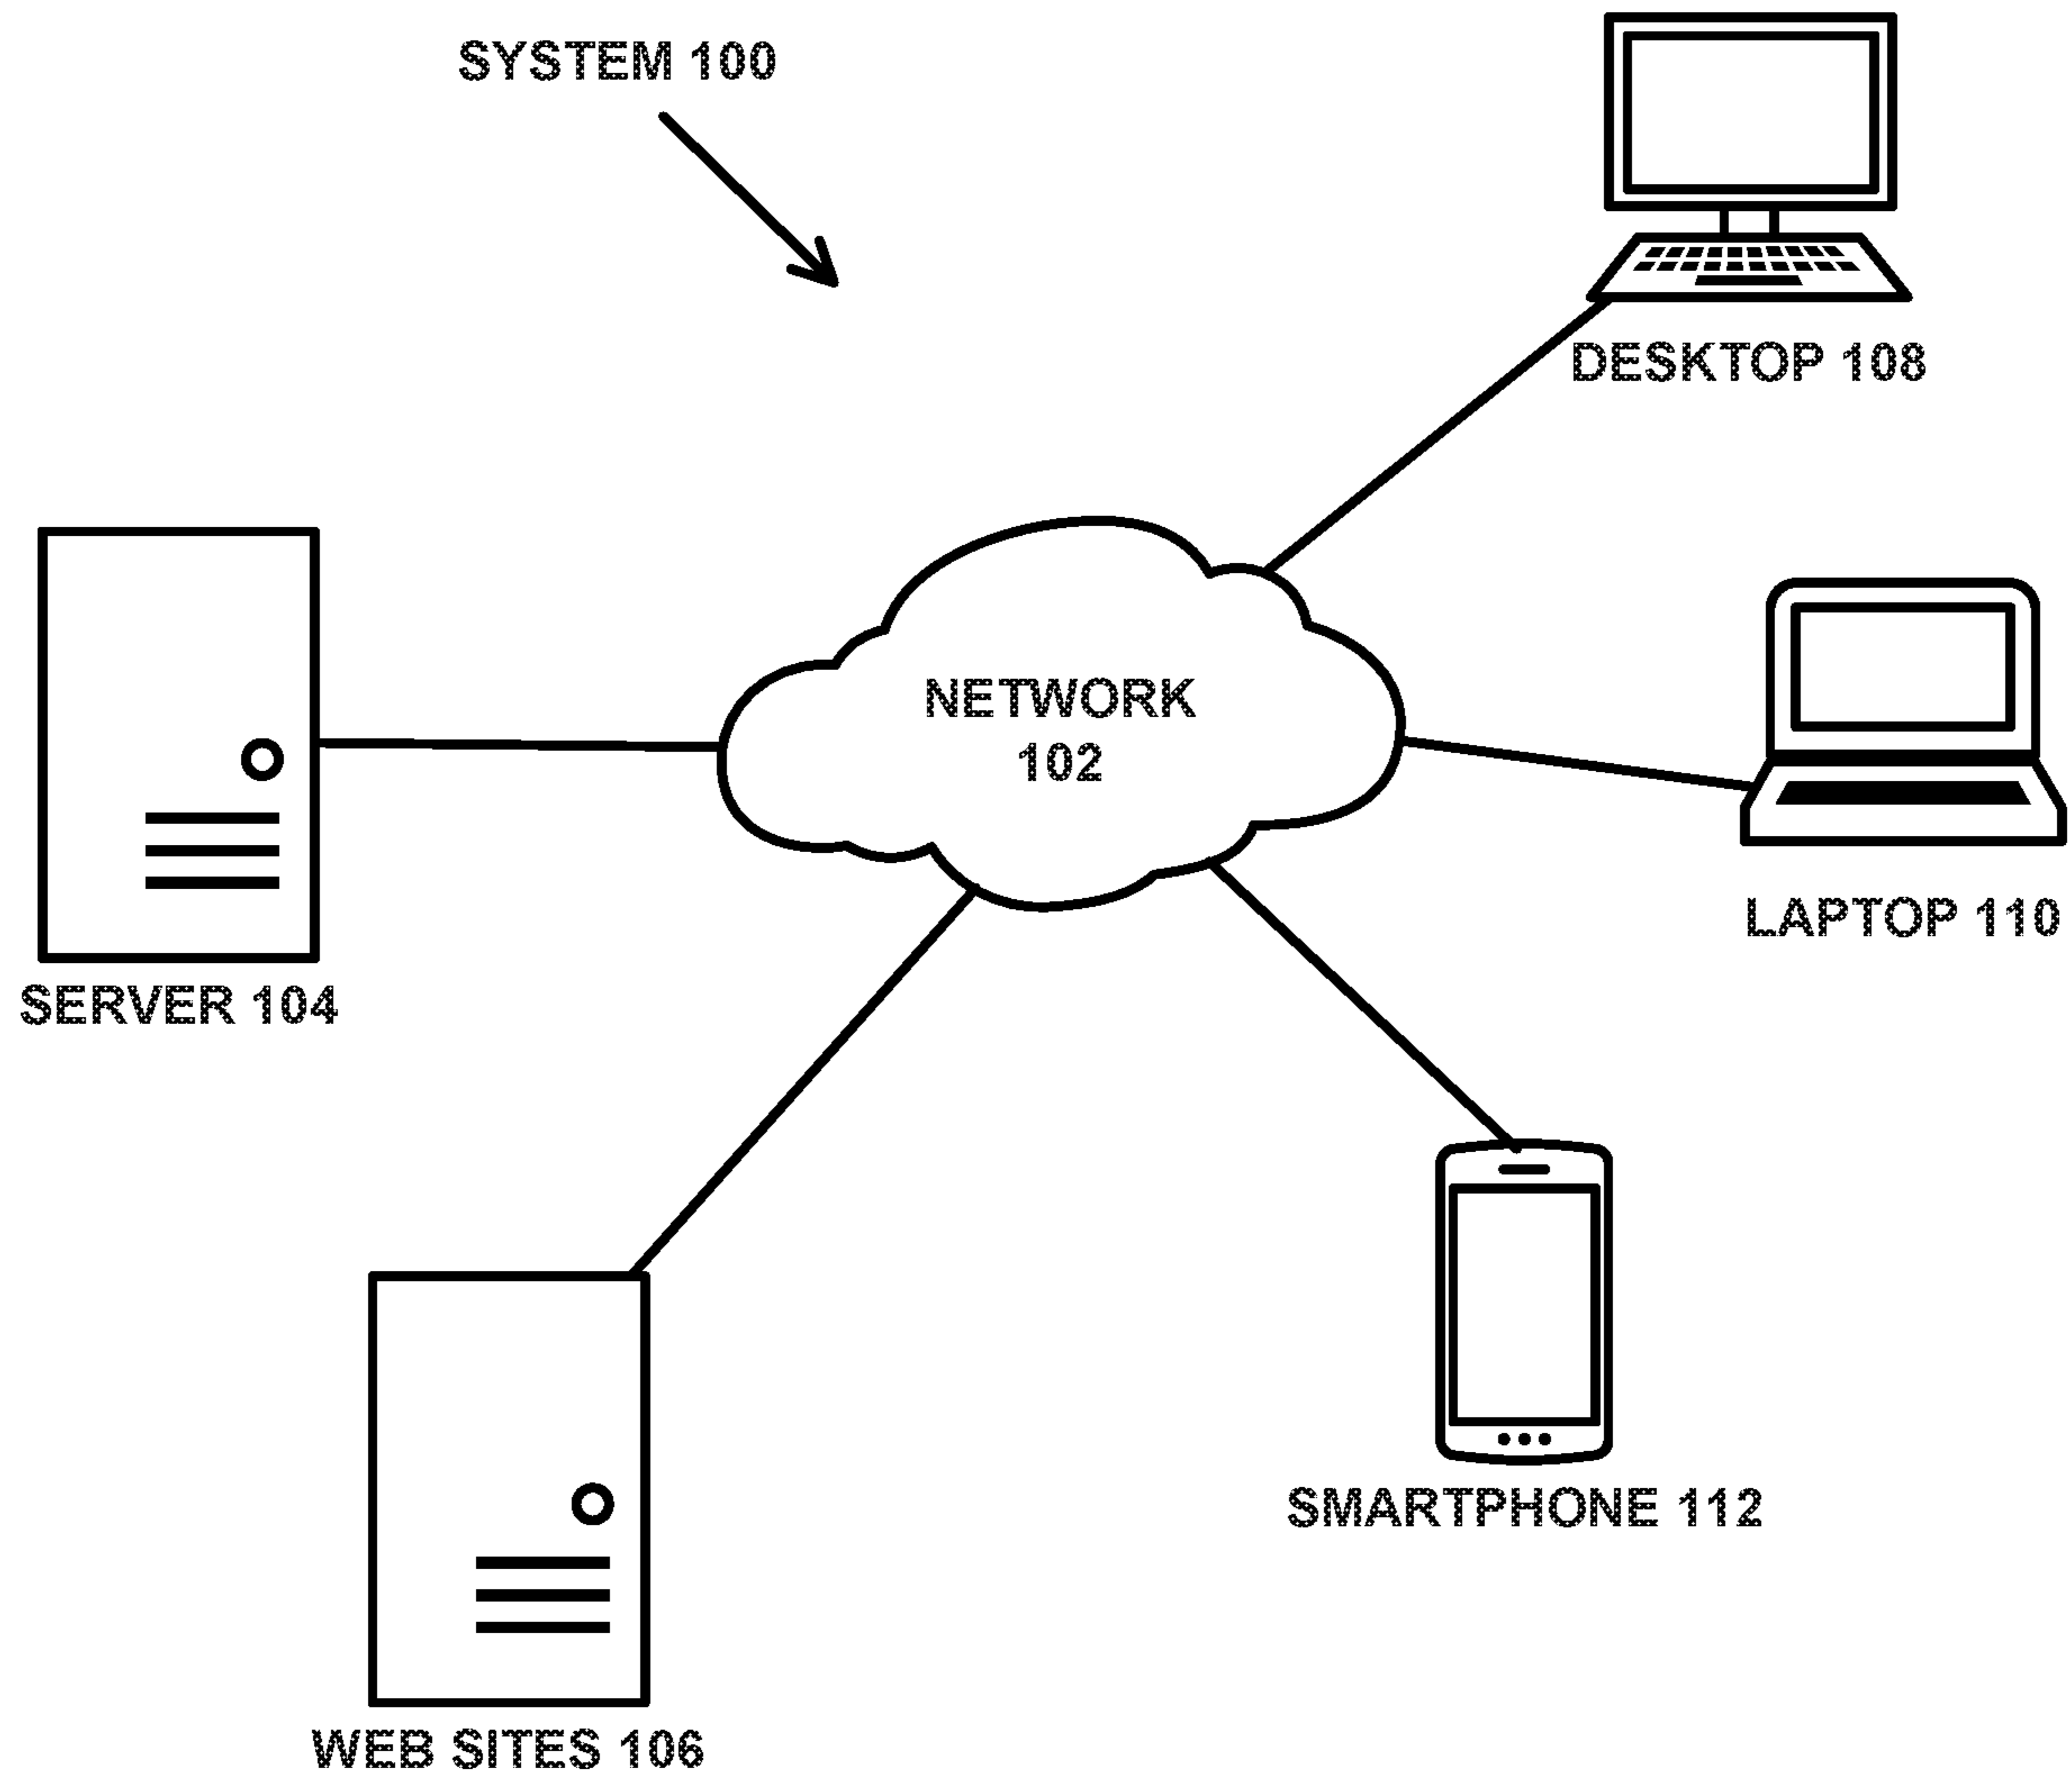 SYSTEM 100
DESKTOP 108
NETWORK
102
LAPTOP 110
SERVER 104
SMARTPHONE 112
WEB SITES 106